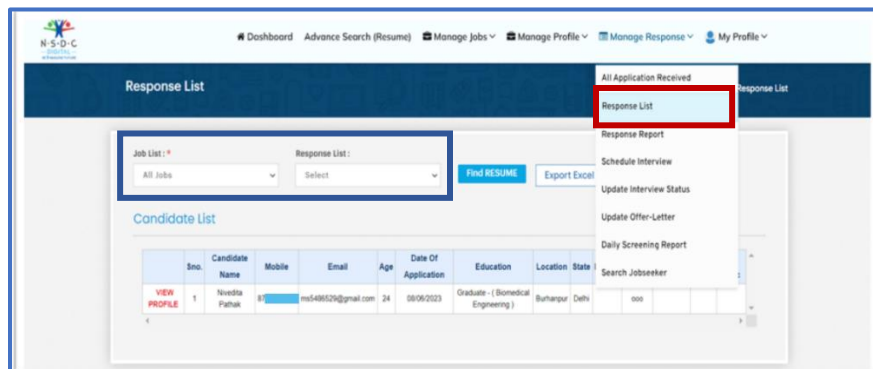 N·S·D·C
DIGITAL
Dashboard Advance Search (Resume) Manage Jobs Manage Profile Manage Response My Profile
Response List
Response List
All Application Received
Response List
Response Report
Schedule Interview
Update Interview Status
Update Offer-Letter
Daily Screening Report
Search Jobseeker
Job List : * Response List :
All Jobs Select Find RESUME Export Excel
Candidate List
Sno. Candidate Name Mobile Email Age Date Of Application Education Location State
VIEW PROFILE 1 Nivedita Pathak 87 ms5486529@gmail.com 24 08/06/2023 Graduate - ( Biomedical Engineering ) Burhanpur Delhi ooo